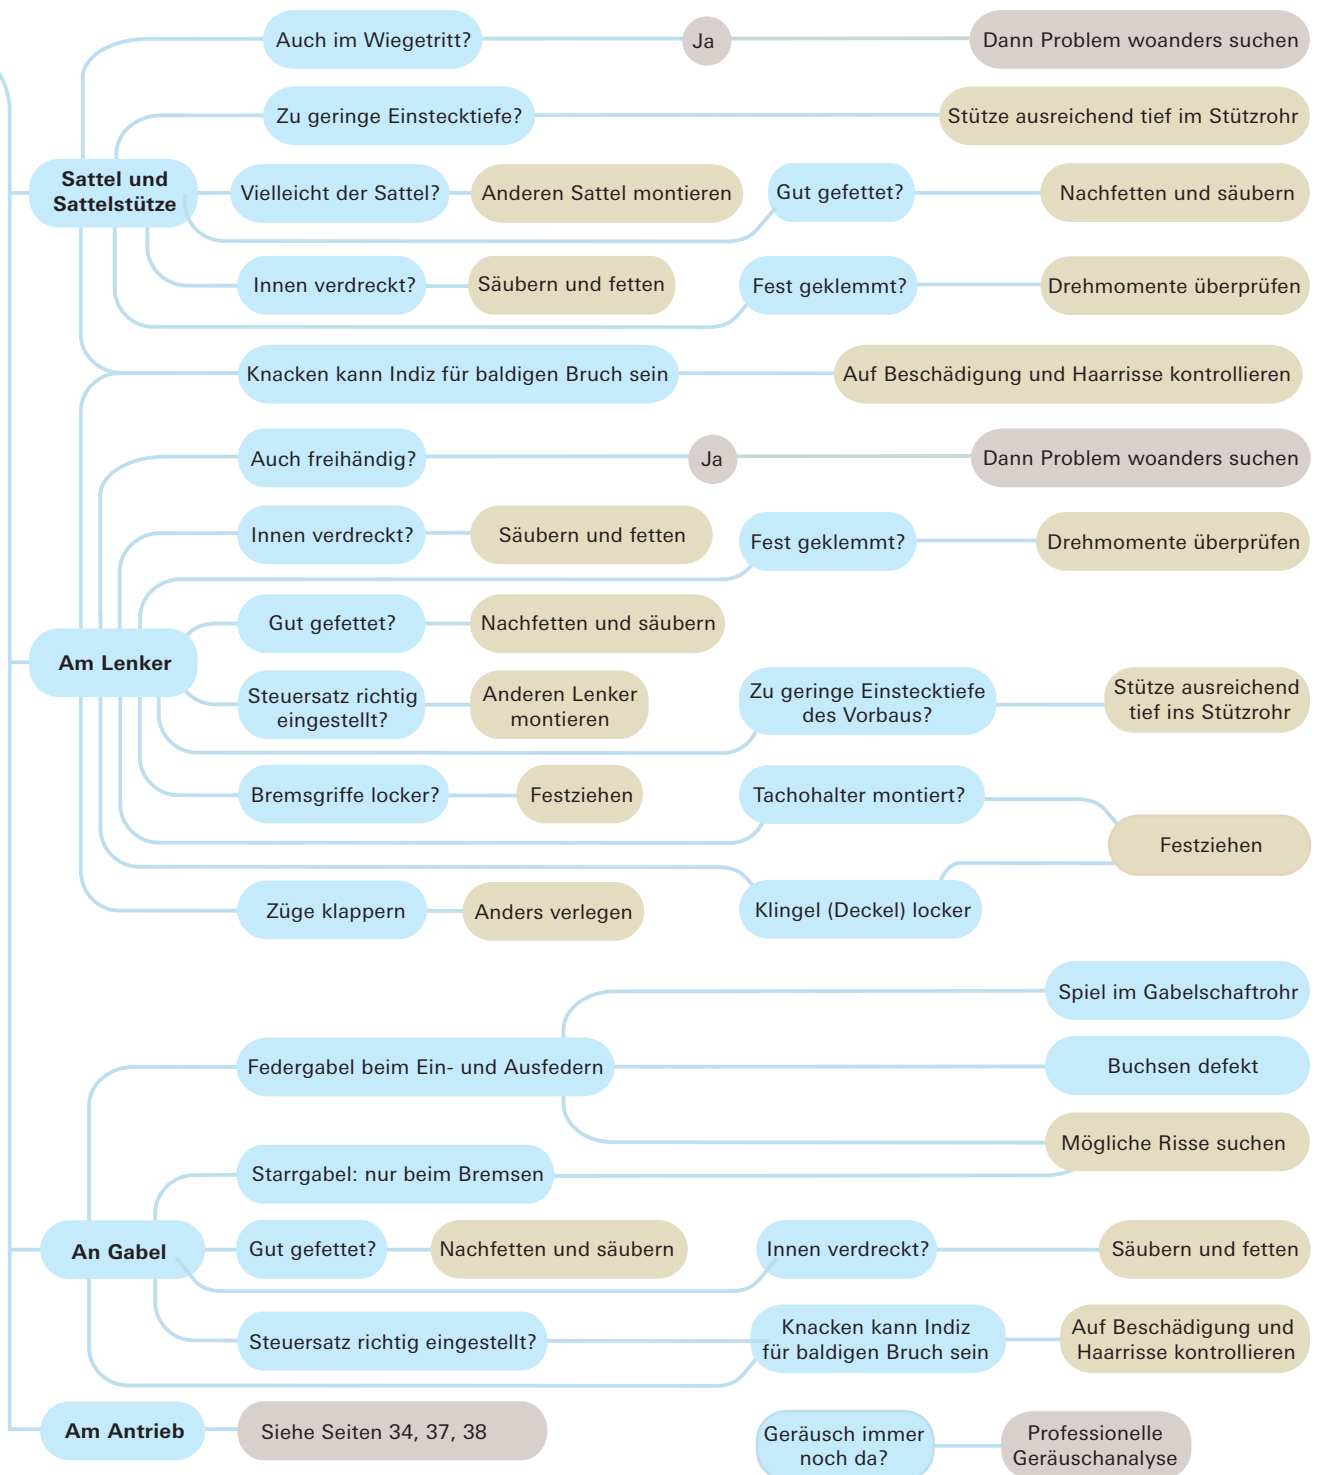 Auch im Wiegetritt?
Ja
Dann Problem woanders suchen
Zu geringe Einstecktiefe?
Stütze ausreichend tief im Stützrohr
Sattel und
Sattelstütze
Vielleicht der Sattel?
Anderen Sattel montieren
Gut gefettet?
Nachfetten und säubern
Innen verdreckt?
Säubern und fetten
Fest geklemmt?
Drehmomente überprüfen
Knacken kann Indiz für baldigen Bruch sein
Auf Beschädigung und Haarrisse kontrollieren
Auch freihändig?
Ja
Dann Problem woanders suchen
Innen verdreckt?
Säubern und fetten
Fest geklemmt?
Drehmomente überprüfen
Gut gefettet?
Nachfetten und säubern
Am Lenker
Steuersatz richtig
eingestellt?
Anderen Lenker
montieren
Zu geringe Einstecktiefe
des Vorbaus?
Stütze ausreichend
tief ins Stützrohr
Bremsgriffe locker?
Festziehen
Tachohalter montiert?
Festziehen
Züge klappern
Anders verlegen
Klingel (Deckel) locker
Spiel im Gabelschaftrohr
Federgabel beim Ein- und Ausfedern
Buchsen defekt
Mögliche Risse suchen
Starrgabel: nur beim Bremsen
An Gabel
Gut gefettet?
Nachfetten und säubern
Innen verdreckt?
Säubern und fetten
Steuersatz richtig eingestellt?
Knacken kann Indiz
für baldigen Bruch sein
Auf Beschädigung und
Haarrisse kontrollieren
Am Antrieb
Siehe Seiten 34, 37, 38
Geräusch immer
noch da?
Professionelle
Geräuschanalyse